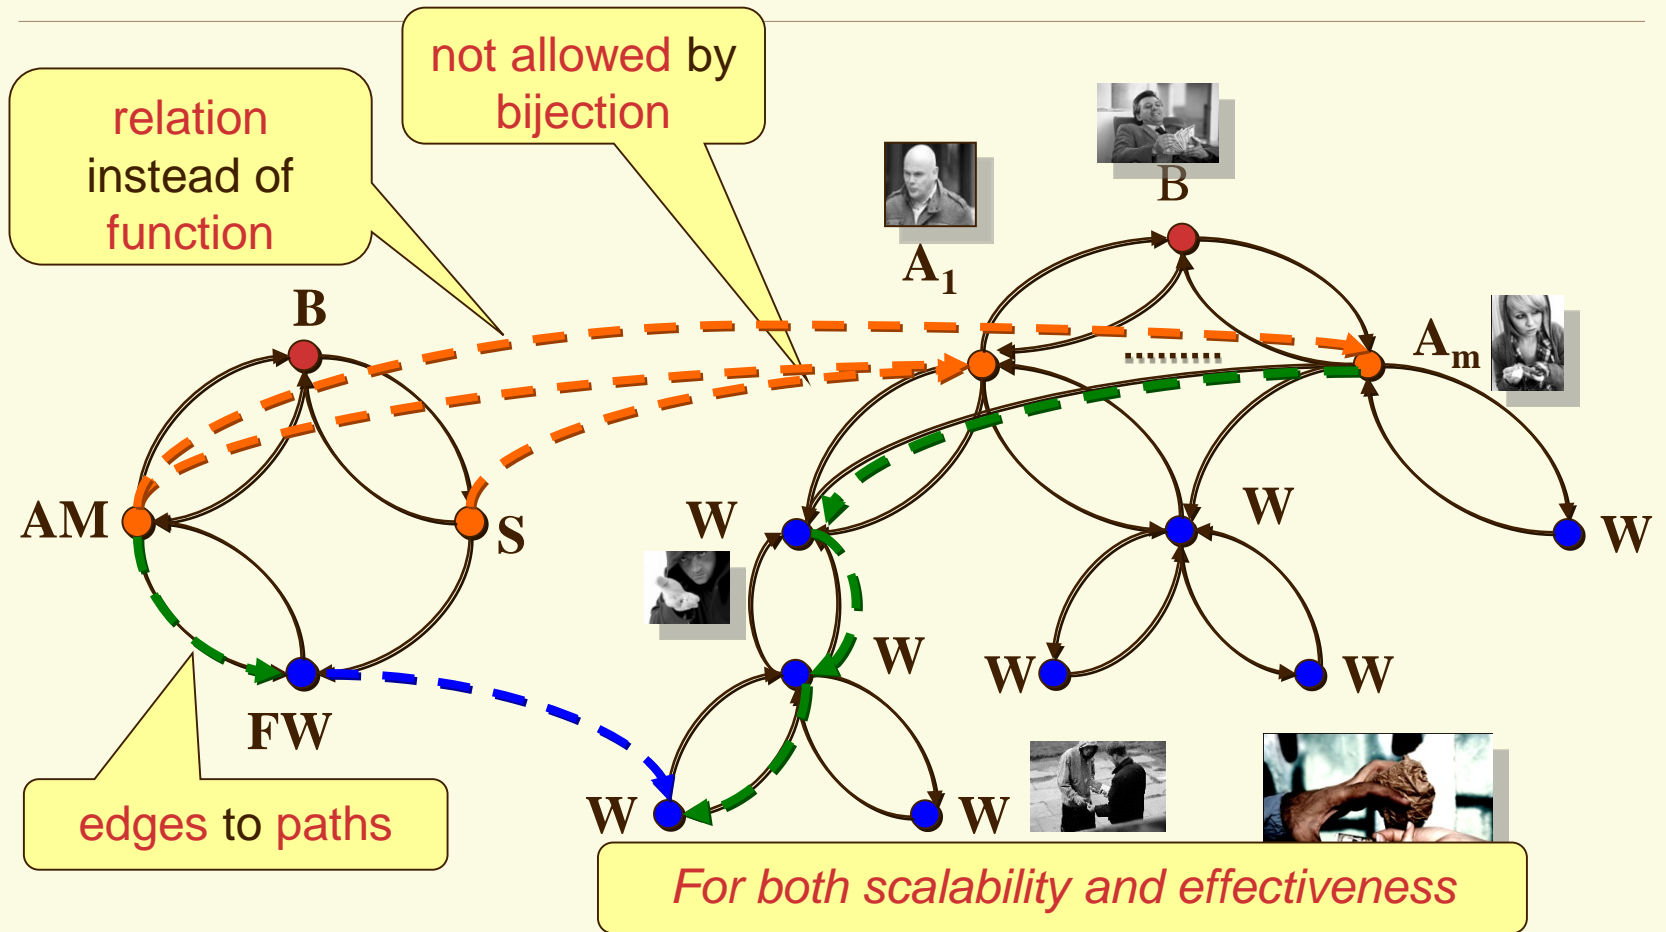 not allowed by
bijection
relation
instead of
function
B
A1
B
Am
AM
S
W
W
W
FW
W
W
W
W
W
edges to paths
For both scalability and effectiveness